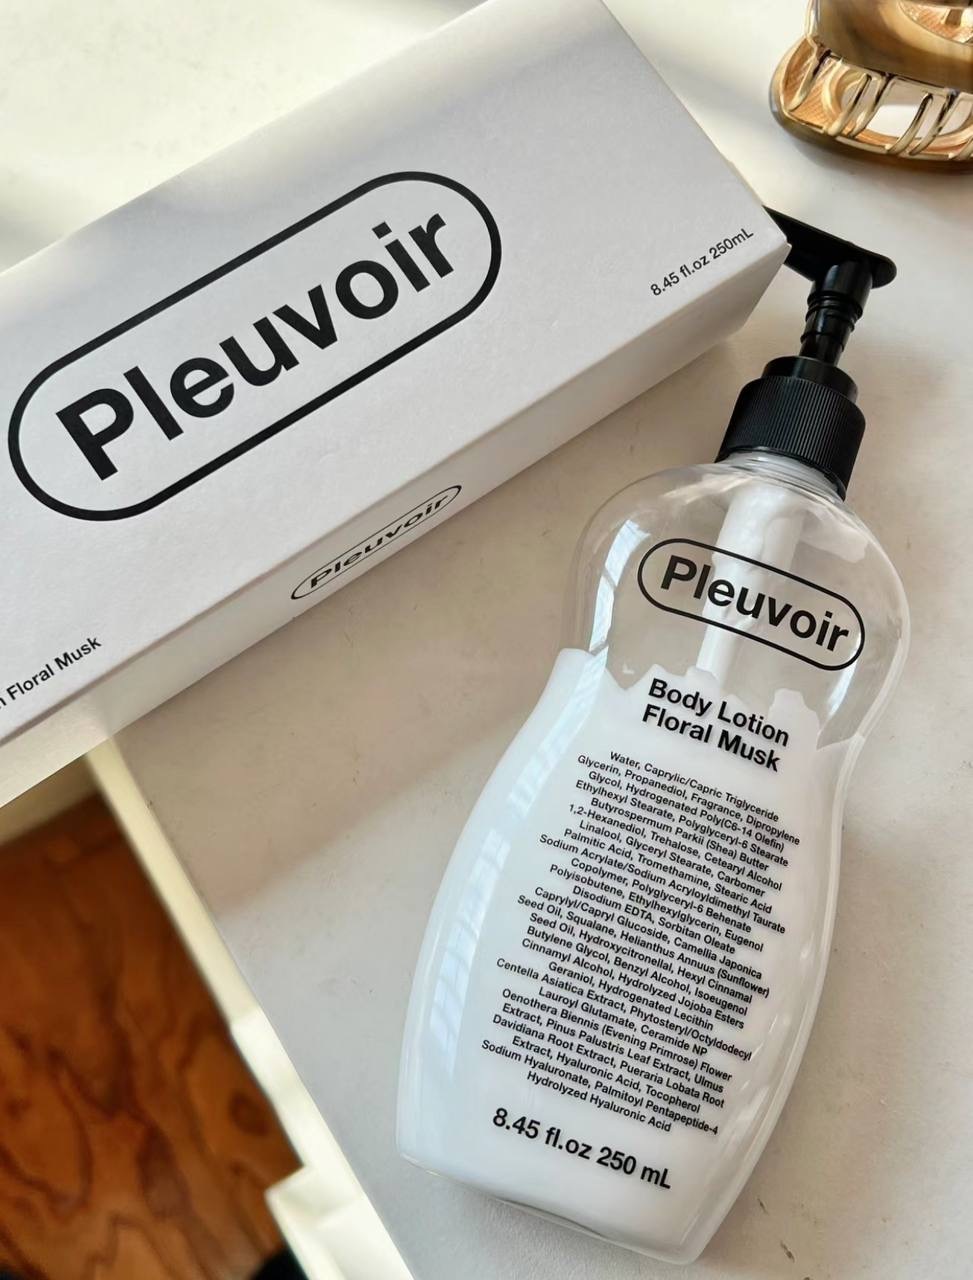 Pleuvoir
8.45 fl.oz 250mL
Pleuvoir
Floral Musk
Pleuvoir
Body Lotion
Floral Musk
Water, Caprylic/Capric Triglyceride
Glycerin, Propanediol, Fragrance, Dipropylene
Glycol, Hydrogenated Poly(C6-14 Olefin)
Ethylhexyl Stearate, Polyglyceryl-6 Stearate
Butyrospermum Parkii (Shea) Butter
1,2-Hexanediol, Trehalose, Cetearyl Alcohol
Linalool, Glyceryl Stearate, Carbomer
Palmitic Acid, Tromethamine, Stearic Acid
Sodium Acrylate/Sodium Acryloyldimethyl Taurate
Copolymer, Polyglyceryl-6 Behenate
Polyisobutene, Ethylhexylglycerin, Eugenol
Disodium EDTA, Sorbitan Oleate
Caprylyl/Capryl Glucoside, Camellia Japonica
Seed Oil, Squalane, Helianthus Annuus (Sunflower)
Seed Oil, Hydroxycitronellal, Hexyl Cinnamal
Butylene Glycol, Benzyl Alcohol, Isoeugenol
Cinnamyl Alcohol, Hydrolyzed Jojoba Esters
Geraniol, Hydrogenated Lecithin
Centella Asiatica Extract, Phytosteryl/Octyldodecyl
Lauroyl Glutamate, Ceramide NP
Oenothera Biennis (Evening Primrose) Flower
Extract, Pinus Palustris Leaf Extract, Ulmus
Davidiana Root Extract, Pueraria Lobata Root
Extract, Hyaluronic Acid, Tocopherol
Sodium Hyaluronate, Palmitoyl Pentapeptide-4
Hydrolyzed Hyaluronic Acid
8.45 fl.oz 250 mL